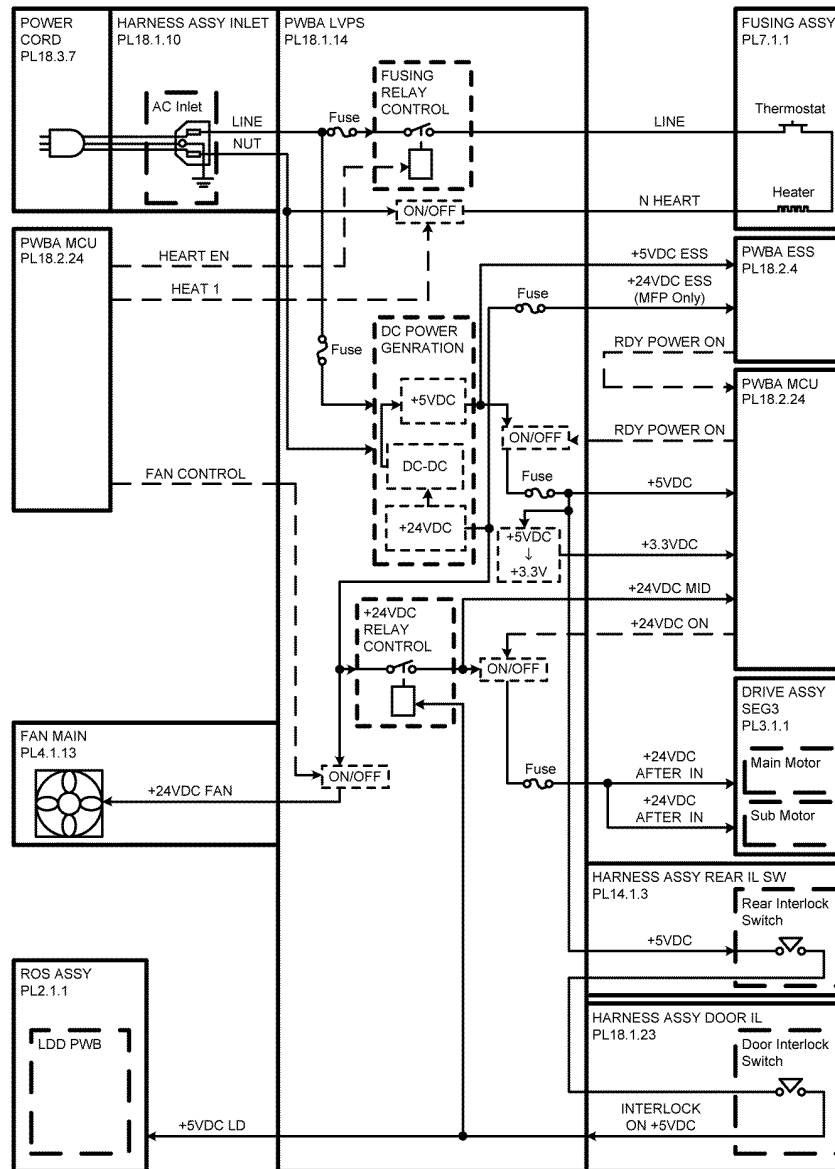 POWER
CORD
PL18.3.7
HARNESS ASSY INLET
PL18.1.10
PWBA LVPS
PL18.1.14
FUSING ASSY
PL7.1.1
FUSING
RELAY
CONTROL
AC Inlet
LINE
NUT
Fuse
LINE
Thermostat
N HEART
Heater
ON/OFF
PWBA MCU
PL18.2.24
HEART EN
HEAT 1
FAN CONTROL
+5VDC ESS
+24VDC ESS
(MFP Only)
PWBA ESS
PL18.2.4
Fuse
Fuse
DC POWER
GENRATION
+5VDC
DC-DC
+24VDC
RDY POWER ON
PWBA MCU
PL18.2.24
ON/OFF
RDY POWER ON
Fuse
+5VDC
+5VDC
↓
+3.3V
+3.3VDC
+24VDC MID
+24VDC ON
+24VDC
RELAY
CONTROL
ON/OFF
DRIVE ASSY
SEG3
PL3.1.1
FAN MAIN
PL4.1.13
+24VDC FAN
ON/OFF
Fuse
+24VDC
AFTER IN
Main Motor
+24VDC
AFTER IN
Sub Motor
HARNESS ASSY REAR IL SW
PL14.1.3
Rear Interlock
Switch
+5VDC
ROS ASSY
PL2.1.1
LDD PWB
+5VDC LD
HARNESS ASSY DOOR IL
PL18.1.23
Door Interlock
Switch
INTERLOCK
ON +5VDC